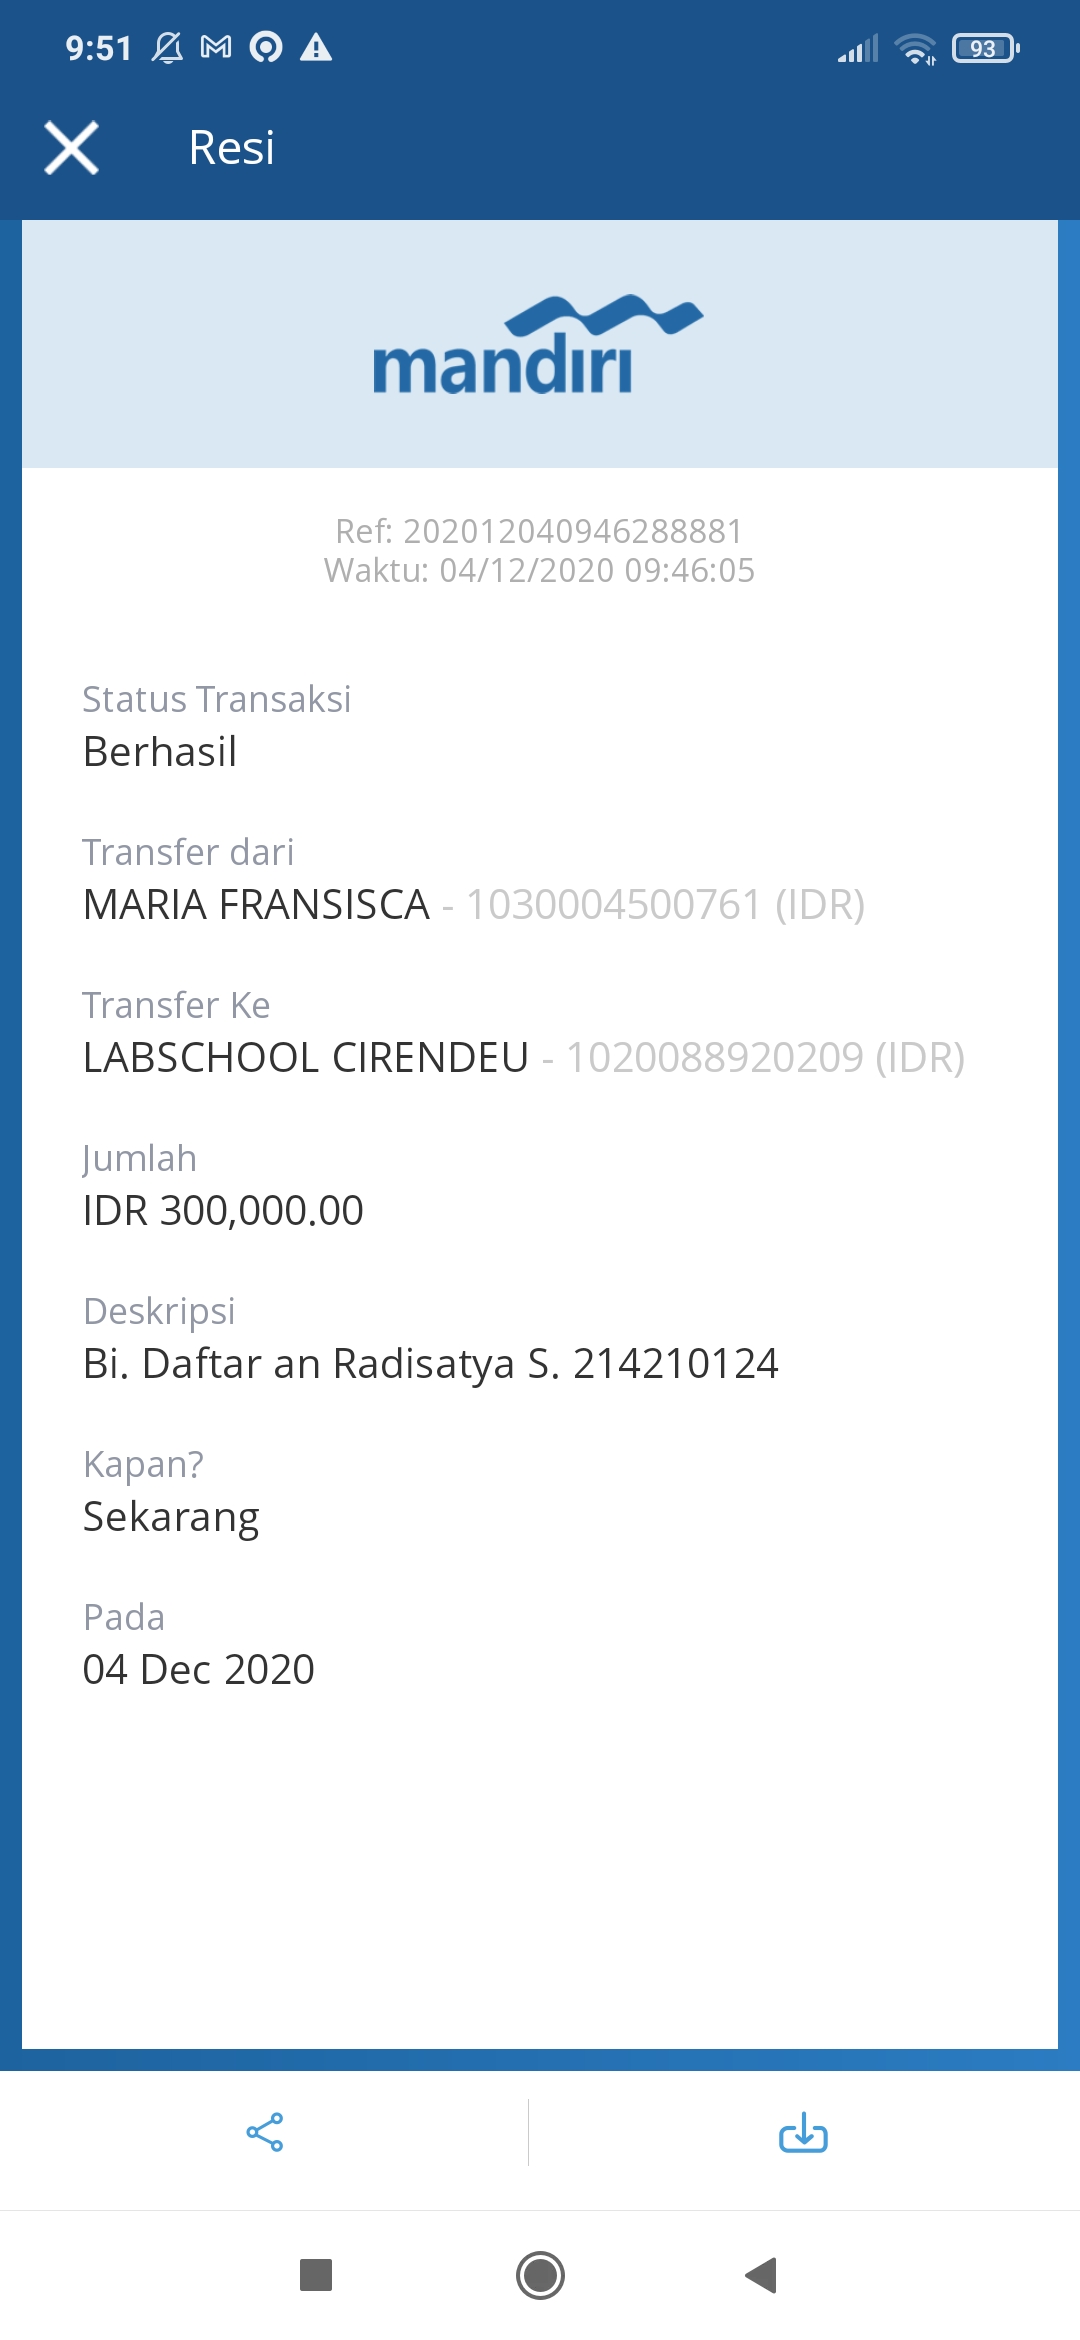 9:51
93
Resi
mandiri
Ref: 202012040946288881
Waktu: 04/12/2020 09:46:05
Status Transaksi
Berhasil
Transfer dari
MARIA FRANSISCA - 1030004500761 (IDR)
Transfer Ke
LABSCHOOL CIRENDEU - 1020088920209 (IDR)
Jumlah
IDR 300,000.00
Deskripsi
Bi. Daftar an Radisatya S. 214210124
Kapan?
Sekarang
Pada
04 Dec 2020